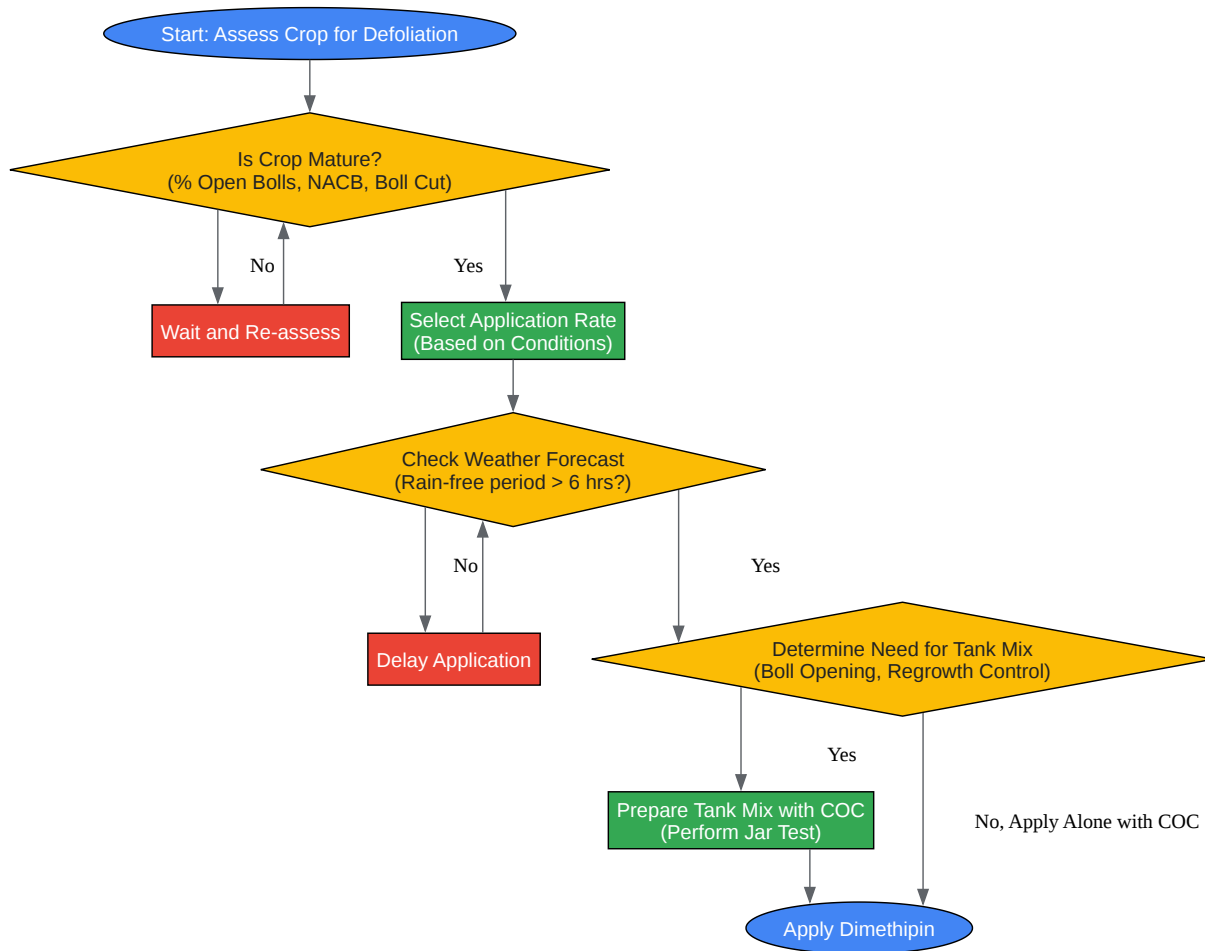 Start: Assess Crop for Defoliation
Is Crop Mature?
(% Open Bolls, NACB, Boll Cut)
No
Yes
Wait and Re-assess
Select Application Rate
(Based on Conditions)
Check Weather Forecast
(Rain-free period > 6 hrs?)
No
Yes
Delay Application
Determine Need for Tank Mix
(Boll Opening, Regrowth Control)
Yes
Prepare Tank Mix with COC
(Perform Jar Test)
No, Apply Alone with COC
Apply Dimethipin